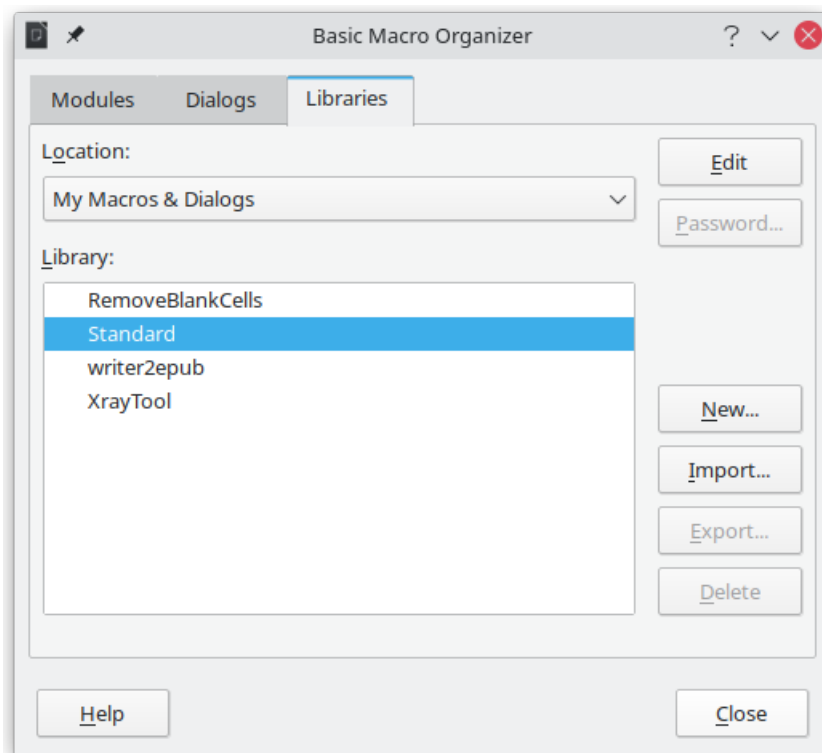 Basic Macro Organizer
Modules Dialogs Libraries
Location:
My Macros & Dialogs
Edit
Password...
Library:
RemoveBlankCells
Standard
writer2epub
XrayTool
New...
Import...
Export...
Delete
Help
Close